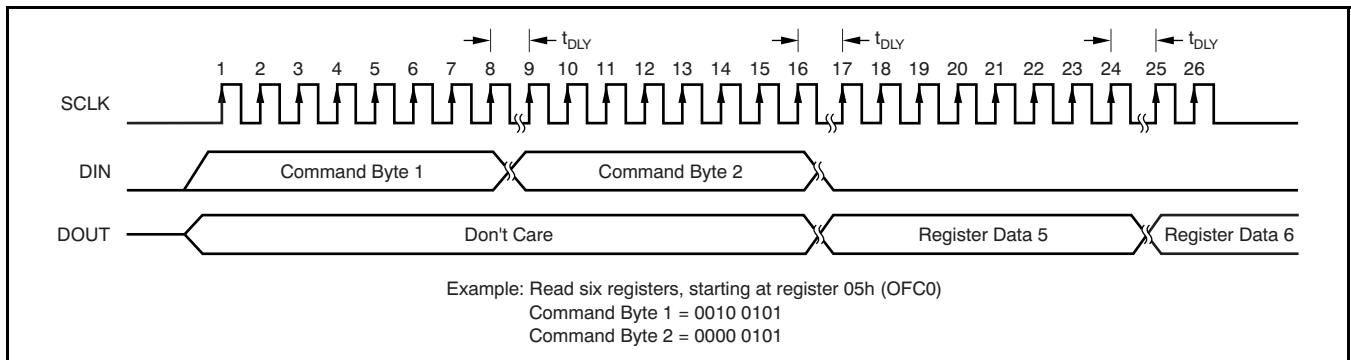 tDLY tDLY tDLY
1 2 3 4 5 6 7 8 9 10 11 12 13 14 15 16 17 18 19 20 21 22 23 24 25 26
SCLK
DIN Command Byte 1 Command Byte 2
DOUT Don't Care Register Data 5 Register Data 6
Example: Read six registers, starting at register 05h (OFC0)
Command Byte 1 = 0010 0101
Command Byte 2 = 0000 0101